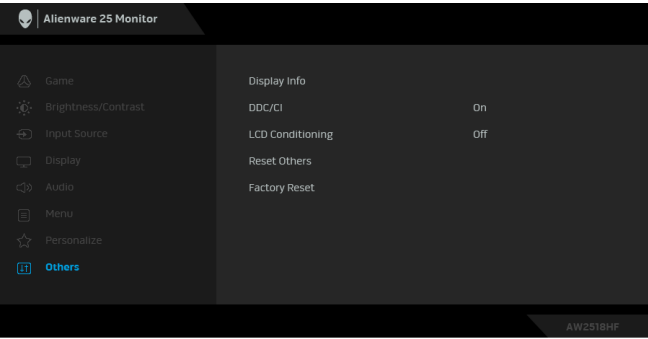 Alienware 25 Monitor
Game
Display Info
Brightness/Contrast
DDC/CI On
Input Source
LCD Conditioning Off
Display
Reset Others
Audio
Factory Reset
Menu
Personalize
Others
AW2518HF